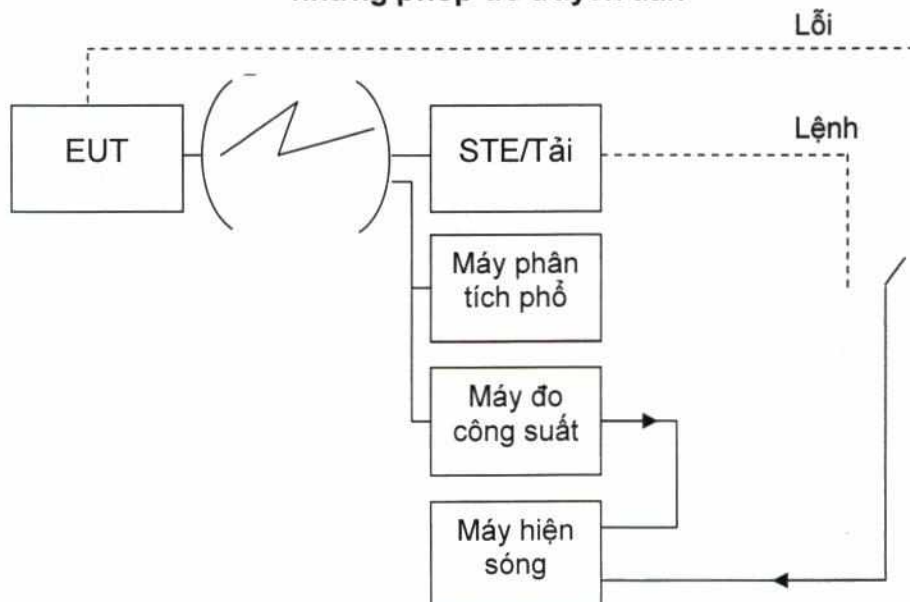 Lỗi
EUT
STE/Tải
Lệnh
Máy phân
tích phổ
Máy đo
công suất
Máy hiện
sóng